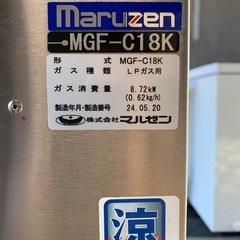 maruzen
MGF-C18K
形式 MGF-C18K
ガス種類 LPガス用
ガス消費量 8.72kW
(0.62kg/h)
製造年月・製造番号 24.05.20
株式会社マルゼン
涼